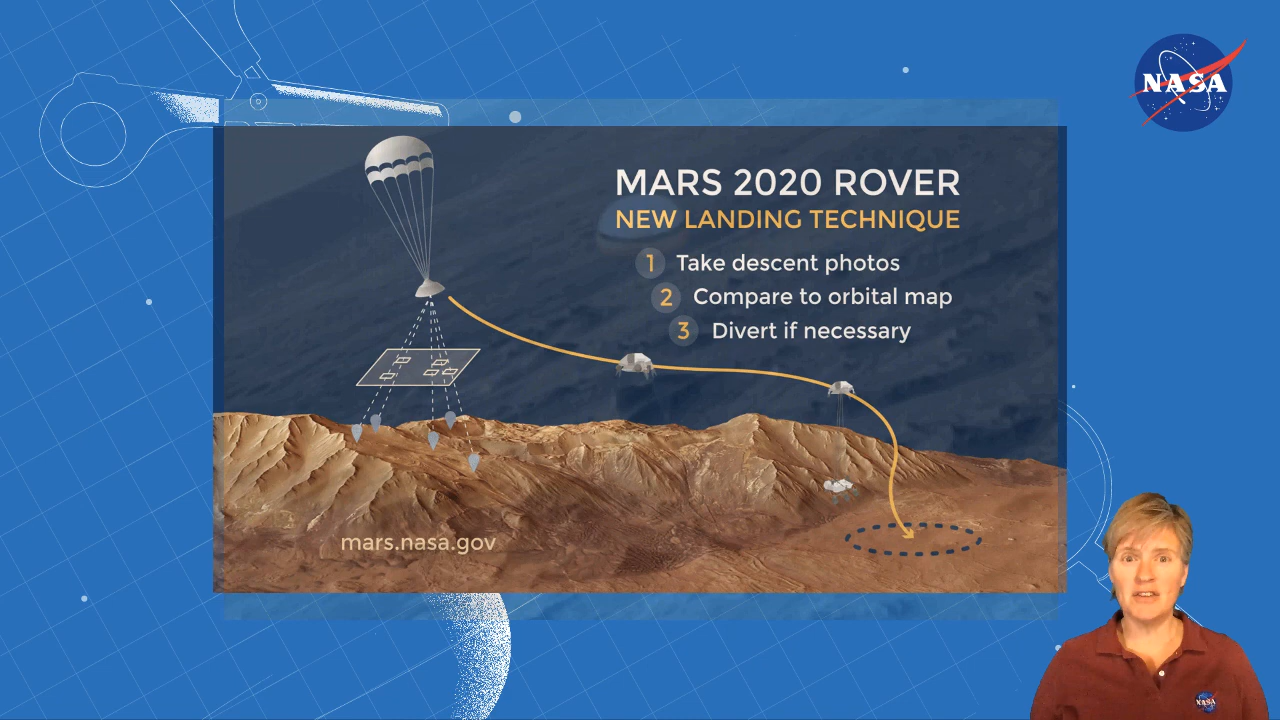 NASA
MARS 2020 ROVER
NEW LANDING TECHNIQUE
1 Take descent photos
2 Compare to orbital map
3 Divert if necessary
mars.nasa.gov
NASA